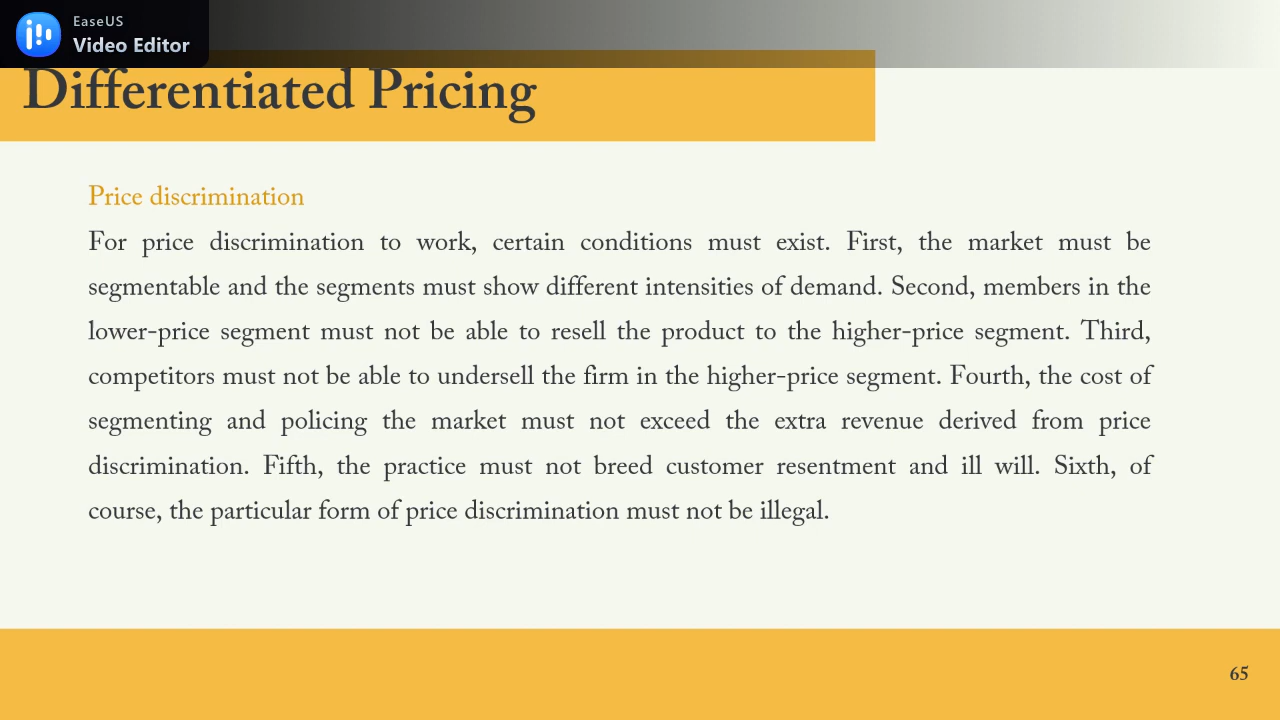 EaseUS
Video Editor
Differentiated Pricing
Price discrimination
For price discrimination to work, certain conditions must exist. First, the market must be
segmentable and the segments must show different intensities of demand. Second, members in the
lower-price segment must not be able to resell the product to the higher-price segment. Third,
competitors must not be able to undersell the firm in the higher-price segment. Fourth, the cost of
segmenting and policing the market must not exceed the extra revenue derived from price
discrimination. Fifth, the practice must not breed customer resentment and ill will. Sixth, of
course, the particular form of price discrimination must not be illegal.
65